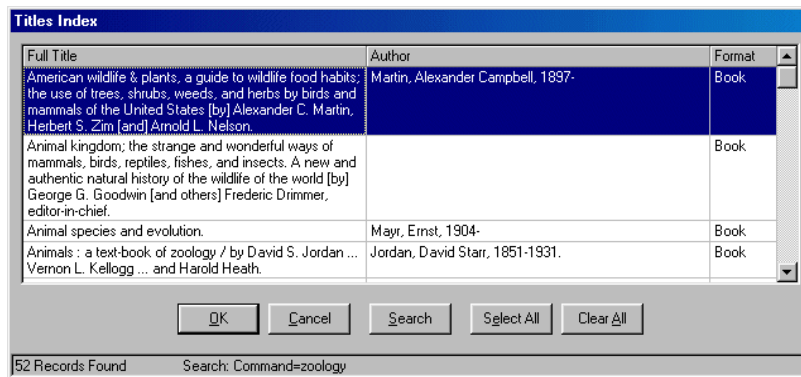 Titles Index
Full Title Author Format
American wildlife & plants, a guide to wildlife food habits; Martin, Alexander Campbell, 1897- Book
the use of trees, shrubs, weeds, and herbs by birds and
mammals of the United States [by] Alexander C. Martin,
Herbert S. Zim [and] Arnold L. Nelson.
Animal kingdom; the strange and wonderful ways of Book
mammals, birds, reptiles, fishes, and insects. A new and
authentic natural history of the wildlife of the world [by]
George G. Goodwin [and others] Frederic Drimmer,
editor-in-chief.
Animal species and evolution. Mayr, Ernst, 1904- Book
Animals : a text-book of zoology / by David S. Jordan ... Jordan, David Starr, 1851-1931. Book
Vernon L. Kellogg ... and Harold Heath.
OK Cancel Search Select All Clear All
52 Records Found Search: Command=zoology